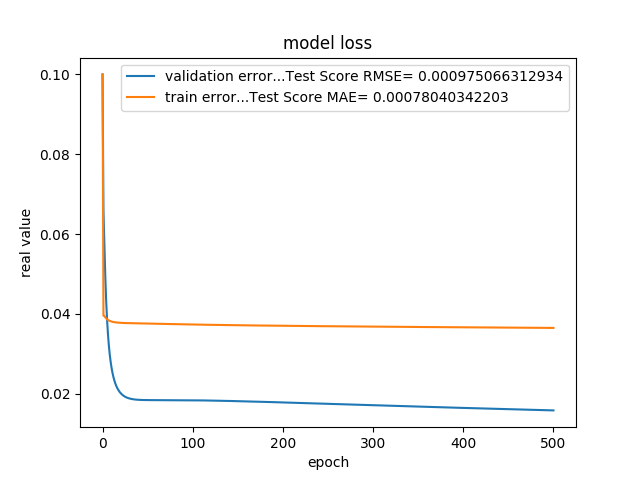 model loss
validation error...Test Score RMSE= 0.000975066312934
train error...Test Score MAE= 0.00078040342203
0.10
0.08
0.06
0.04
0.02
real value
0 100 200 300 400 500
epoch